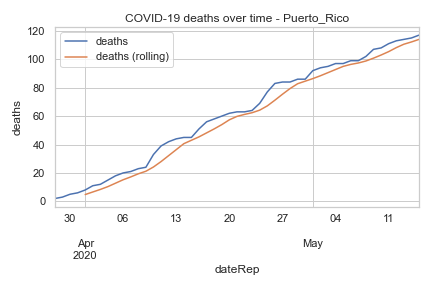 COVID-19 deaths over time - Puerto_Rico
deaths
deaths (rolling)
120
100
80
60
40
20
0
deaths
30 06 13 20 27 04 11
Apr May
2020
dateRep